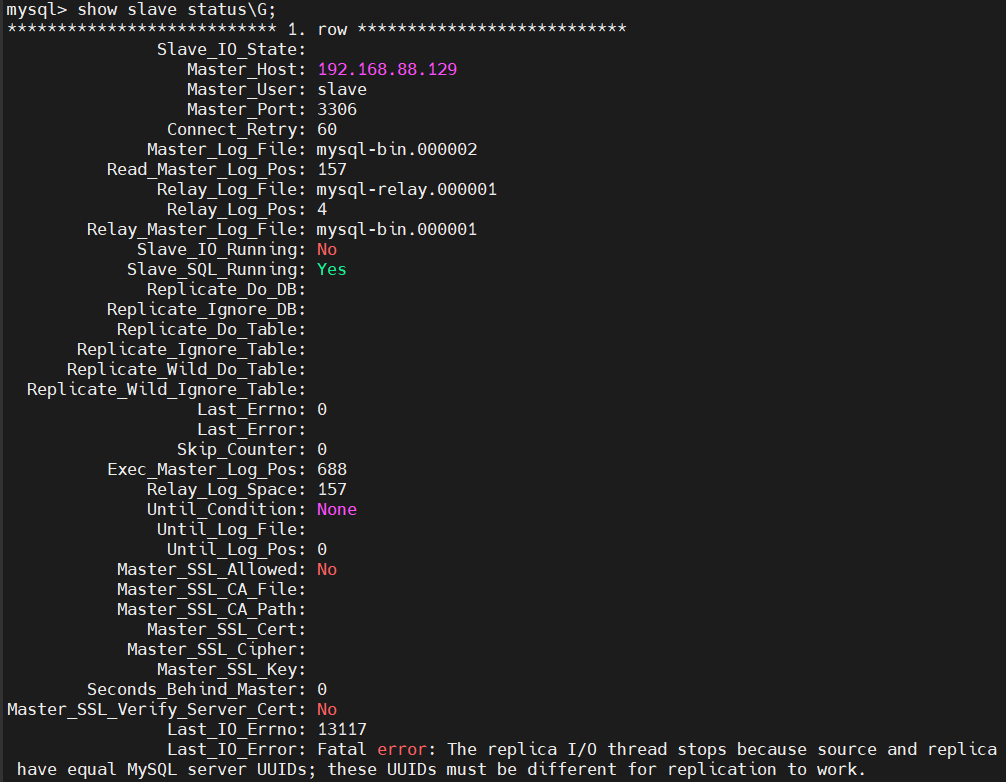 mysql> show slave status\G;
*************************** 1. row ***************************
Slave_IO_State:
Master_Host: 192.168.88.129
Master_User: slave
Master_Port: 3306
Connect_Retry: 60
Master_Log_File: mysql-bin.000002
Read_Master_Log_Pos: 157
Relay_Log_File: mysql-relay.000001
Relay_Log_Pos: 4
Relay_Master_Log_File: mysql-bin.000001
Slave_IO_Running: No
Slave_SQL_Running: Yes
Replicate_Do_DB:
Replicate_Ignore_DB:
Replicate_Do_Table:
Replicate_Ignore_Table:
Replicate_Wild_Do_Table:
Replicate_Wild_Ignore_Table:
Last_Errno: 0
Last_Error:
Skip_Counter: 0
Exec_Master_Log_Pos: 688
Relay_Log_Space: 157
Until_Condition: None
Until_Log_File:
Until_Log_Pos: 0
Master_SSL_Allowed: No
Master_SSL_CA_File:
Master_SSL_CA_Path:
Master_SSL_Cert:
Master_SSL_Cipher:
Master_SSL_Key:
Seconds_Behind_Master: 0
Master_SSL_Verify_Server_Cert: No
Last_IO_Errno: 13117
Last_IO_Error: Fatal error: The replica I/O thread stops because source and replica
have equal MySQL server UUIDs; these UUIDs must be different for replication to work.